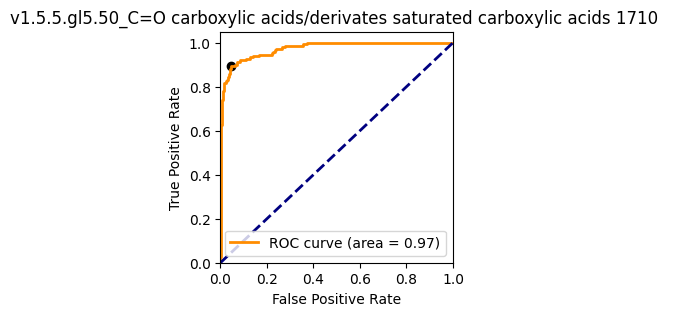 v1.5.5.gl5.50_C=O carboxylic acids/derivates saturated carboxylic acids 1710
1.0
0.8
0.6
0.4
0.2
0.0
True Positive Rate
ROC curve (area = 0.97)
0.0 0.2 0.4 0.6 0.8 1.0
False Positive Rate